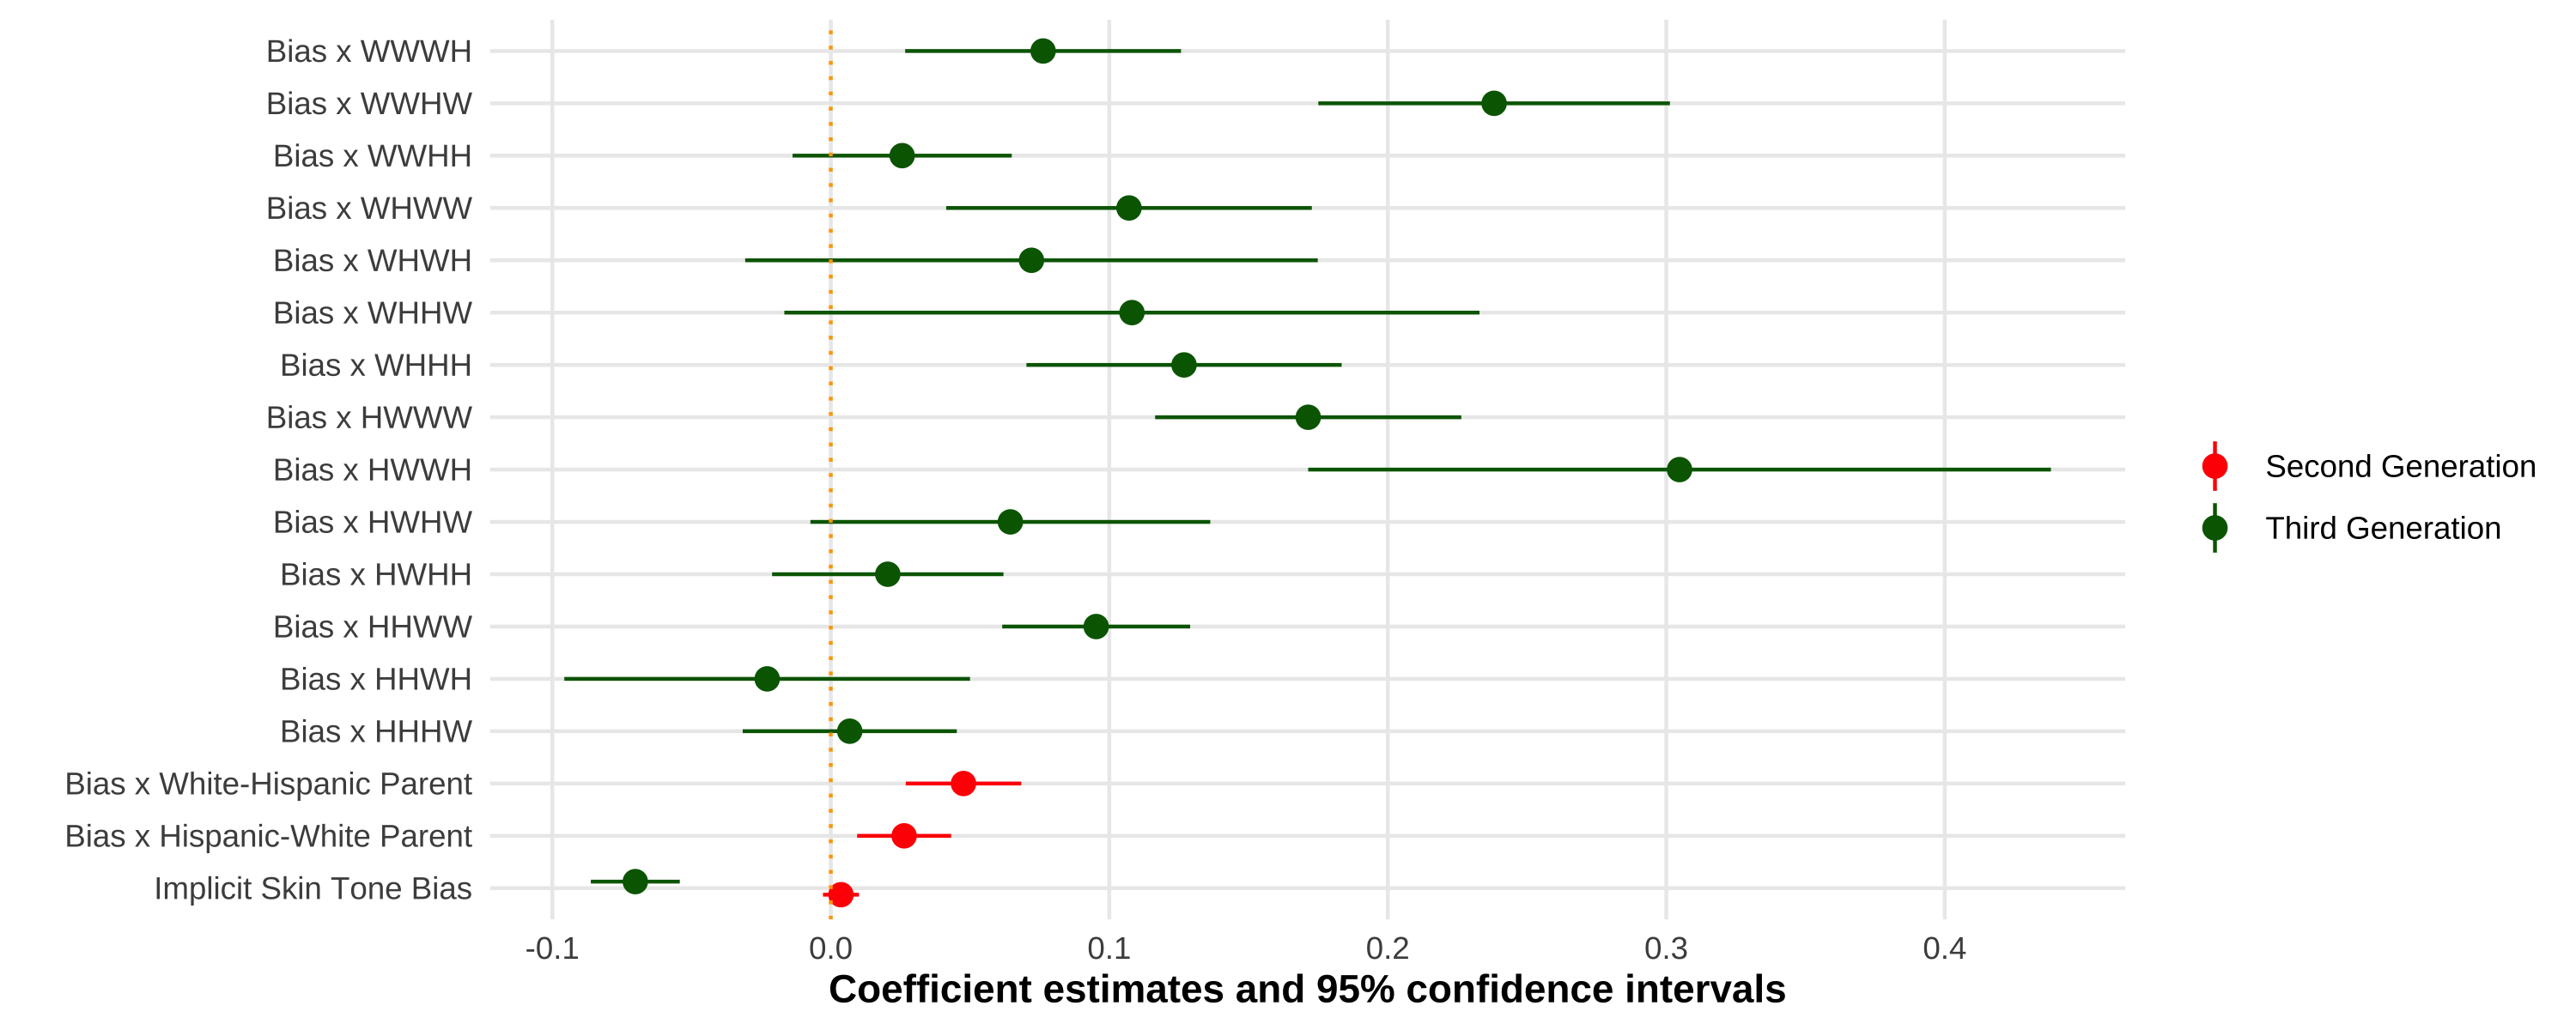 Bias x WWWH
Bias x WWHW
Bias x WWHH
Bias x WHWW
Bias x WHWH
Bias x WHHW
Bias x WHHH
Bias x HWWW
Bias x HWWH
Bias x HWHW
Bias x HWHH
Bias x HHWW
Bias x HHWH
Bias x HHHW
Bias x White-Hispanic Parent
Bias x Hispanic-White Parent
Implicit Skin Tone Bias
-0.1 0.0 0.1 0.2 0.3 0.4
Coefficient estimates and 95% confidence intervals
Second Generation
Third Generation